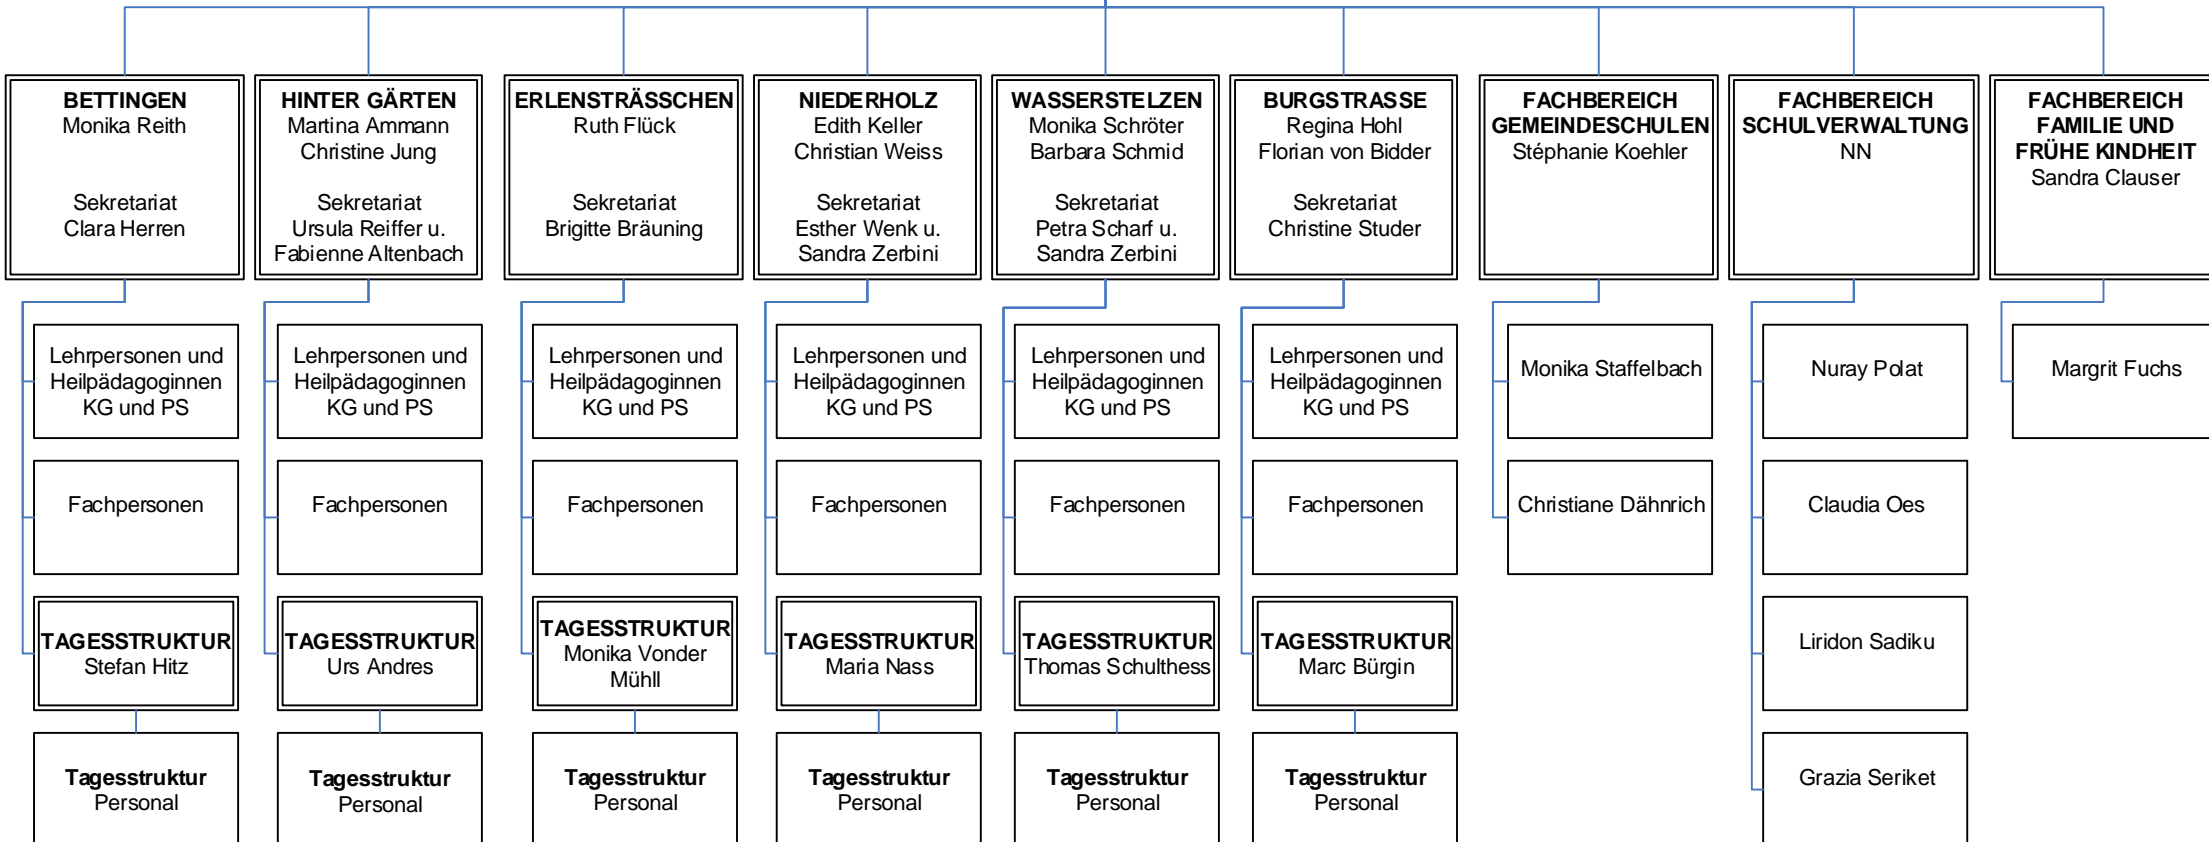 BETTINGEN
Monika Reith
Sekretariat
Clara Herren
HINTER GÄRTEN
Martina Ammann
Christine Jung
Sekretariat
Ursula Reiffer u.
Fabienne Altenbach
ERLENSTRÄSSCHEN
Ruth Flück
Sekretariat
Brigitte Bräuning
NIEDERHOLZ
Edith Keller
Christian Weiss
Sekretariat
Esther Wenk u.
Sandra Zerbini
WASSERSTELZEN
Monika Schröter
Barbara Schmid
Sekretariat
Petra Scharf u.
Sandra Zerbini
BURGSTRASSE
Regina Hohl
Florian von Bidder
Sekretariat
Christine Studer
FACHBEREICH
GEMEINDESCHULEN
Stéphanie Koehler
FACHBEREICH
SCHULVERWALTUNG
NN
FACHBEREICH
FAMILIE UND
FRÜHE KINDHEIT
Sandra Clauser
Lehrpersonen und
Heilpädagoginnen
KG und PS
Lehrpersonen und
Heilpädagoginnen
KG und PS
Lehrpersonen und
Heilpädagoginnen
KG und PS
Lehrpersonen und
Heilpädagoginnen
KG und PS
Lehrpersonen und
Heilpädagoginnen
KG und PS
Lehrpersonen und
Heilpädagoginnen
KG und PS
Monika Staffelbach
Nuray Polat
Margrit Fuchs
Fachpersonen
Fachpersonen
Fachpersonen
Fachpersonen
Fachpersonen
Fachpersonen
Christiane Dähnrich
Claudia Oes
TAGESSTRUKTUR
Stefan Hitz
TAGESSTRUKTUR
Urs Andres
TAGESSTRUKTUR
Monika Vonder
Mühll
TAGESSTRUKTUR
Maria Nass
TAGESSTRUKTUR
Thomas Schulthess
TAGESSTRUKTUR
Marc Bürgin
Liridon Sadiku
Tagesstruktur
Personal
Tagesstruktur
Personal
Tagesstruktur
Personal
Tagesstruktur
Personal
Tagesstruktur
Personal
Tagesstruktur
Personal
Grazia Seriket